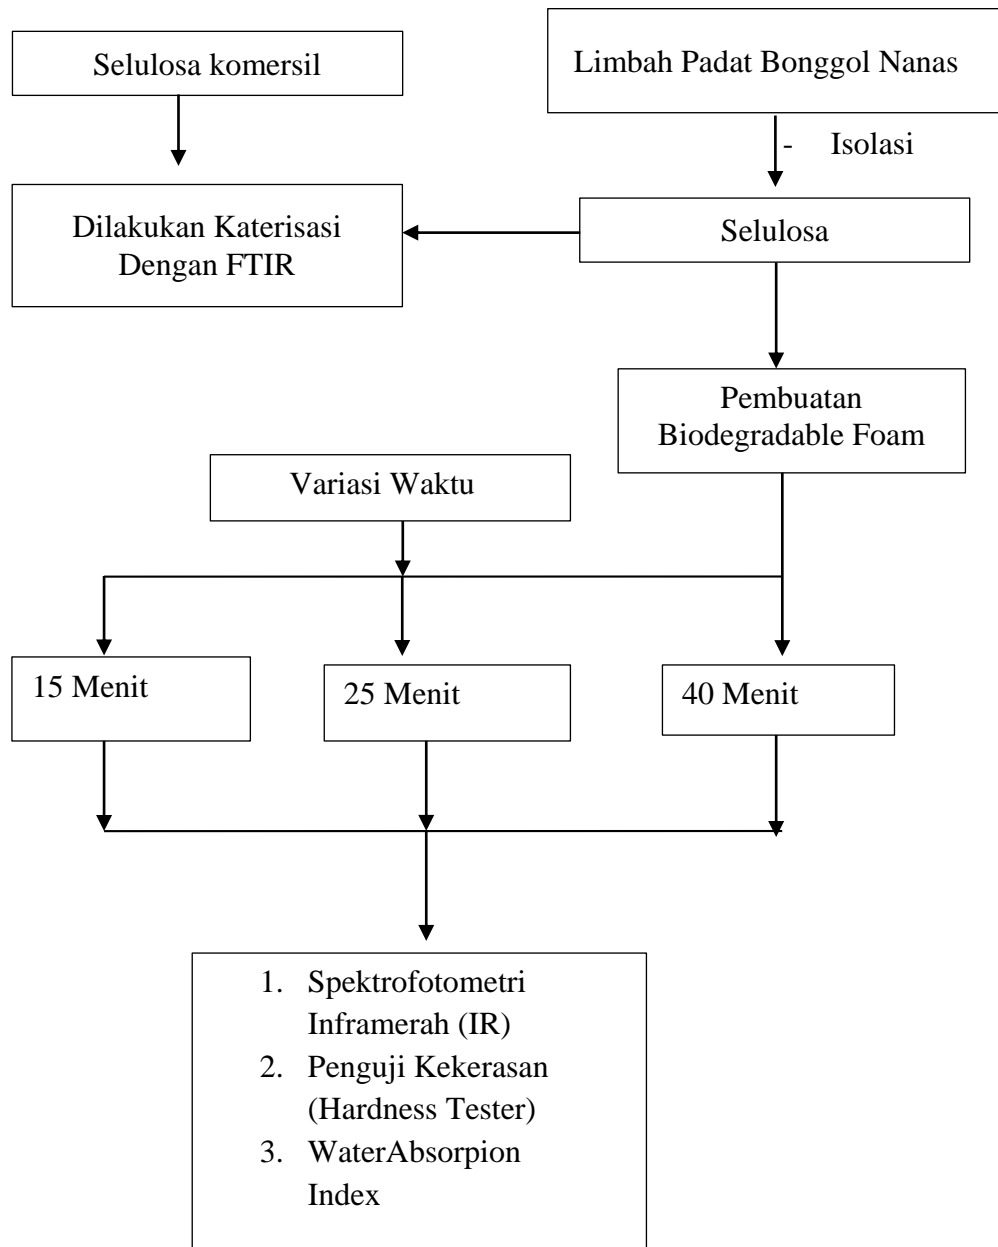 Selulosa komersil
Limbah Padat Bonggol Nanas
- Isolasi
Dilakukan Katerisasi
Dengan FTIR
Selulosa
Pembuatan
Biodegradable Foam
Variasi Waktu
15 Menit
25 Menit
40 Menit
1. Spektrofotometri
Inframerah (IR)
2. Penguji Kekerasan
(Hardness Tester)
3. WaterAbsorpion
Index